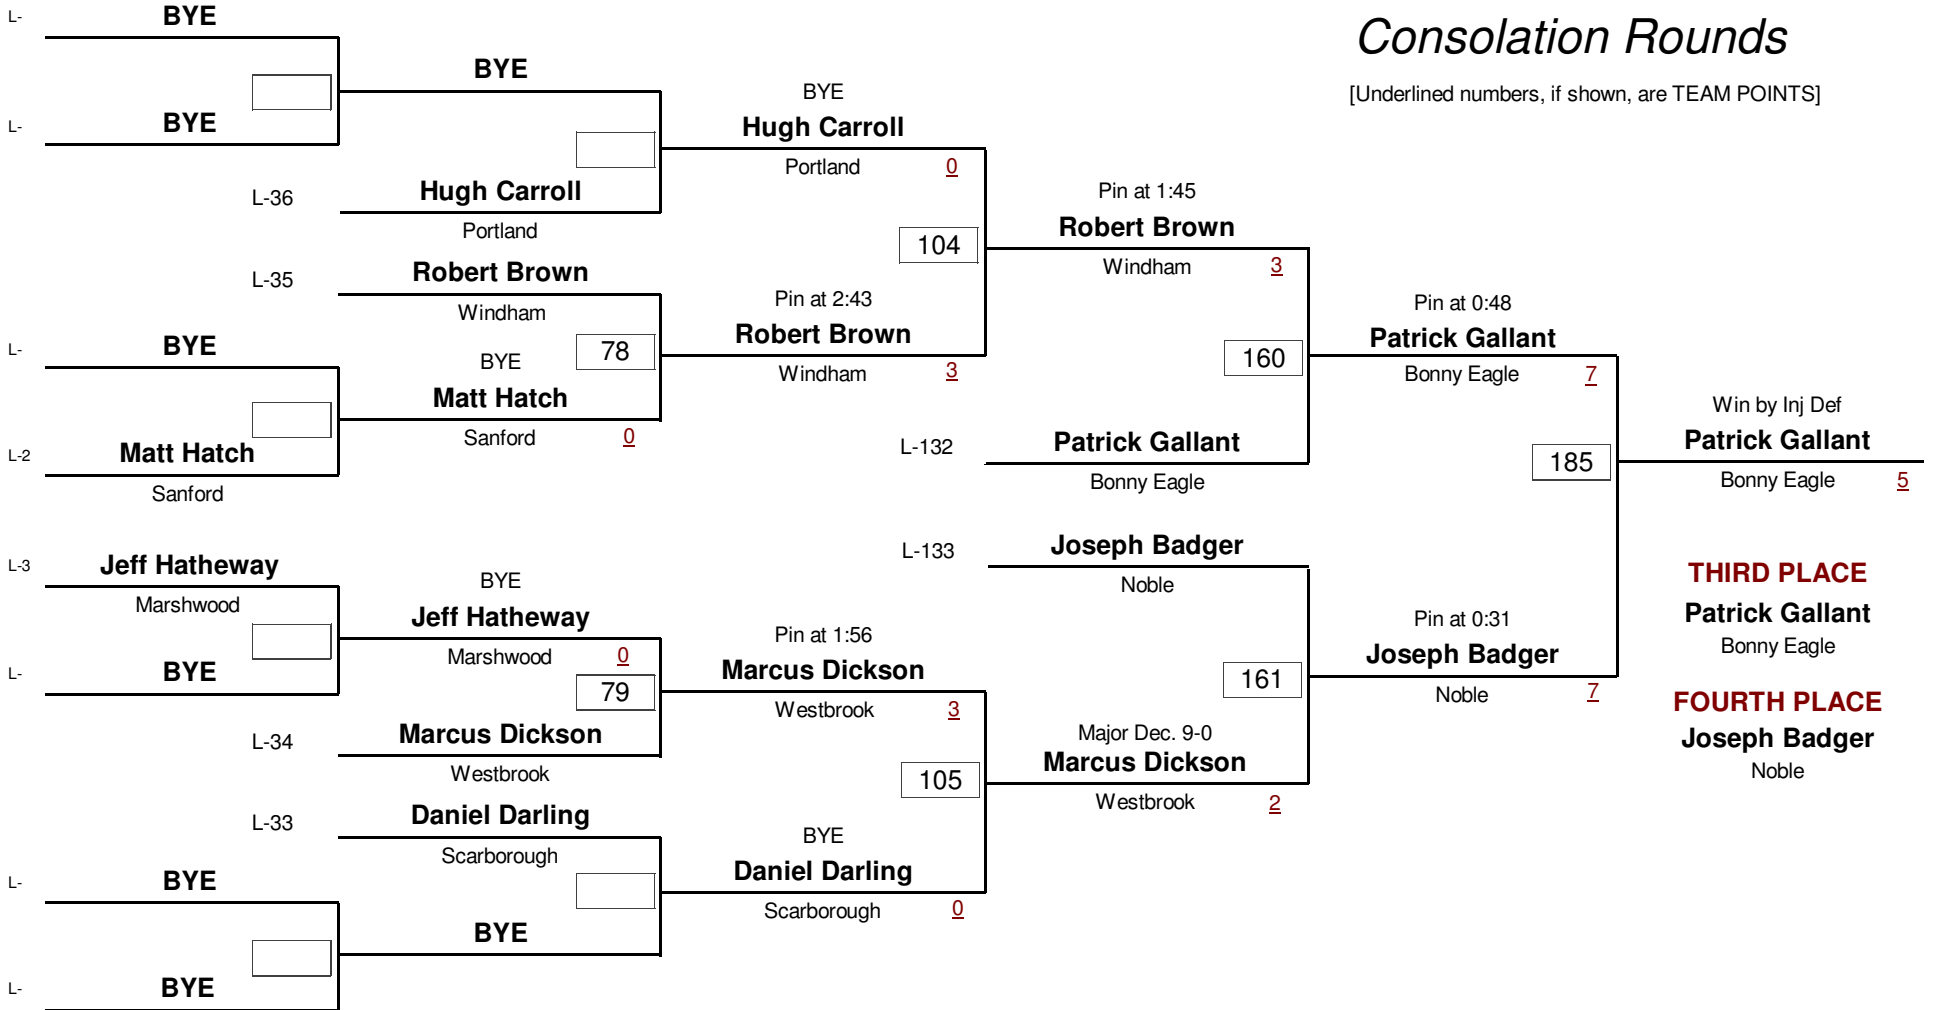 Consolation Rounds
[Underlined numbers, if shown, are TEAM POINTS]
L-
BYE
L-
BYE
BYE
L-36
Hugh Carroll
Portland
BYE
Hugh Carroll
Portland
0
L-35
Robert Brown
Windham
L-
BYE
L-2
Matt Hatch
Sanford
BYE
Matt Hatch
Sanford
0
78
Pin at 2:43
Robert Brown
Windham
3
104
Pin at 1:45
Robert Brown
Windham
3
L-132
Patrick Gallant
Bonny Eagle
160
Pin at 0:48
Patrick Gallant
Bonny Eagle
7
L-3
Jeff Hatheway
Marshwood
L-
BYE
BYE
Jeff Hatheway
Marshwood
0
79
L-34
Marcus Dickson
Westbrook
Pin at 1:56
Marcus Dickson
Westbrook
3
L-33
Daniel Darling
Scarborough
L-
BYE
L-
BYE
BYE
BYE
Daniel Darling
Scarborough
0
105
Major Dec. 9-0
Marcus Dickson
Westbrook
2
L-133
Joseph Badger
Noble
161
Pin at 0:31
Joseph Badger
Noble
7
185
Win by Inj Def
Patrick Gallant
Bonny Eagle
5
THIRD PLACE
Patrick Gallant
Bonny Eagle
FOURTH PLACE
Joseph Badger
Noble